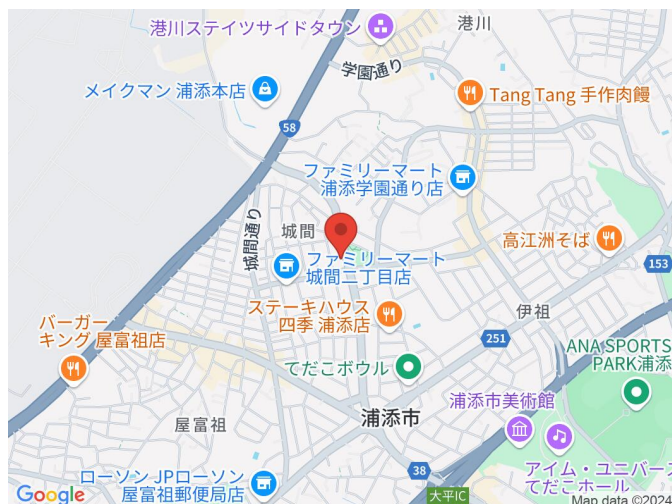 港川ステイツサイドタウン
港川
学園通り
メイクマン 浦添本店
Tang Tang 手作肉饅
58
ファミリーマート
浦添学園通り店
城間通り
城間
高江洲そば
ファミリーマート
城間二丁目店
153
ステーキハウス
四季 浦添店
伊祖
バーガー
キング 屋富祖店
251
ANA SPORTS
PARK浦添
てだこボウル
浦添市美術館
浦添市
屋富祖
アイム・ユニバース
てだこホール
ローソン JPローソン
屋富祖郵便局店
38
大平IC
Google
Map data ©2024